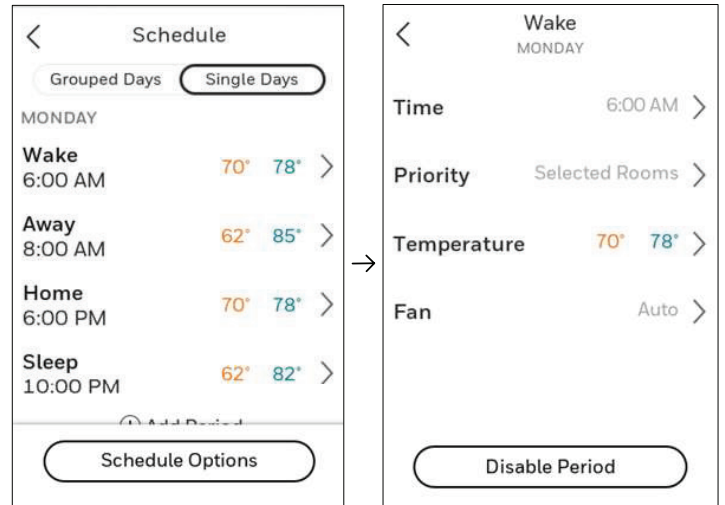 Schedule
Grouped Days Single Days
MONDAY
Wake
6:00 AM
70° 78°
Away
8:00 AM
62° 85°
Home
6:00 PM
70° 78°
Sleep
10:00 PM
62° 82°
Add Period
Schedule Options
→
Wake
MONDAY
Time 6:00 AM
Priority Selected Rooms
Temperature 70° 78°
Fan Auto
Disable Period